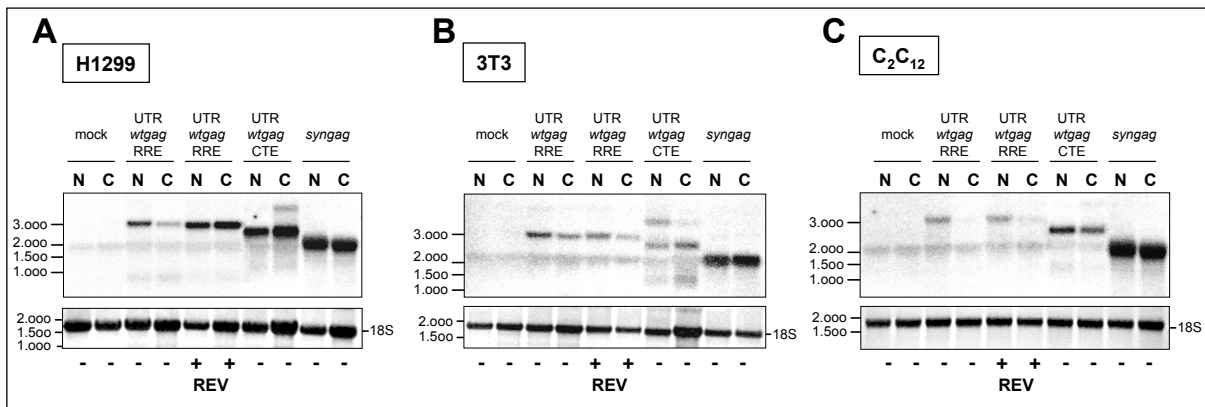 A
H1299
UTR UTR UTR
mock wtgag wtgag wtgag syngag
RRE RRE CTE
N C N C N C N C N C
3.000
2.000
1.500
1.000
2.000
1.500
1.000
18S
- - - - + + - - - -
REV
B
3T3
UTR UTR UTR
mock wtgag wtgag wtgag syngag
RRE RRE CTE
N C N C N C N C N C
3.000
2.000
1.500
1.000
2.000
1.500
18S
- - - - + + - - - -
REV
C
C2C12
UTR UTR UTR
mock wtgag wtgag wtgag syngag
RRE RRE CTE
N C N C N C N C N C
3.000
2.000
1.500
1.000
2.000
1.500
18S
- - - - + + - - - -
REV